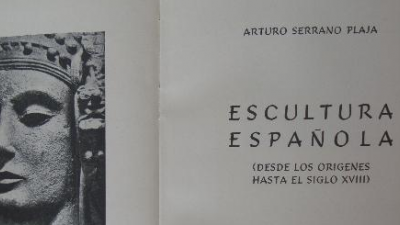 ARTURO SERRANO PLAJA
ESCULTURA
ESPAÑOLA
(DESDE LOS ORIGENES
HASTA EL SIGLO XVIII)